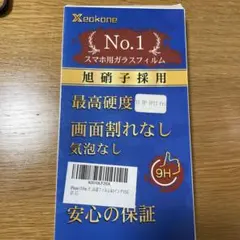 Xeokone
No.1
スマホ用ガラスフィルム
旭硝子採用
最高硬度
画面割れなし
気泡なし
9H
安心の保証